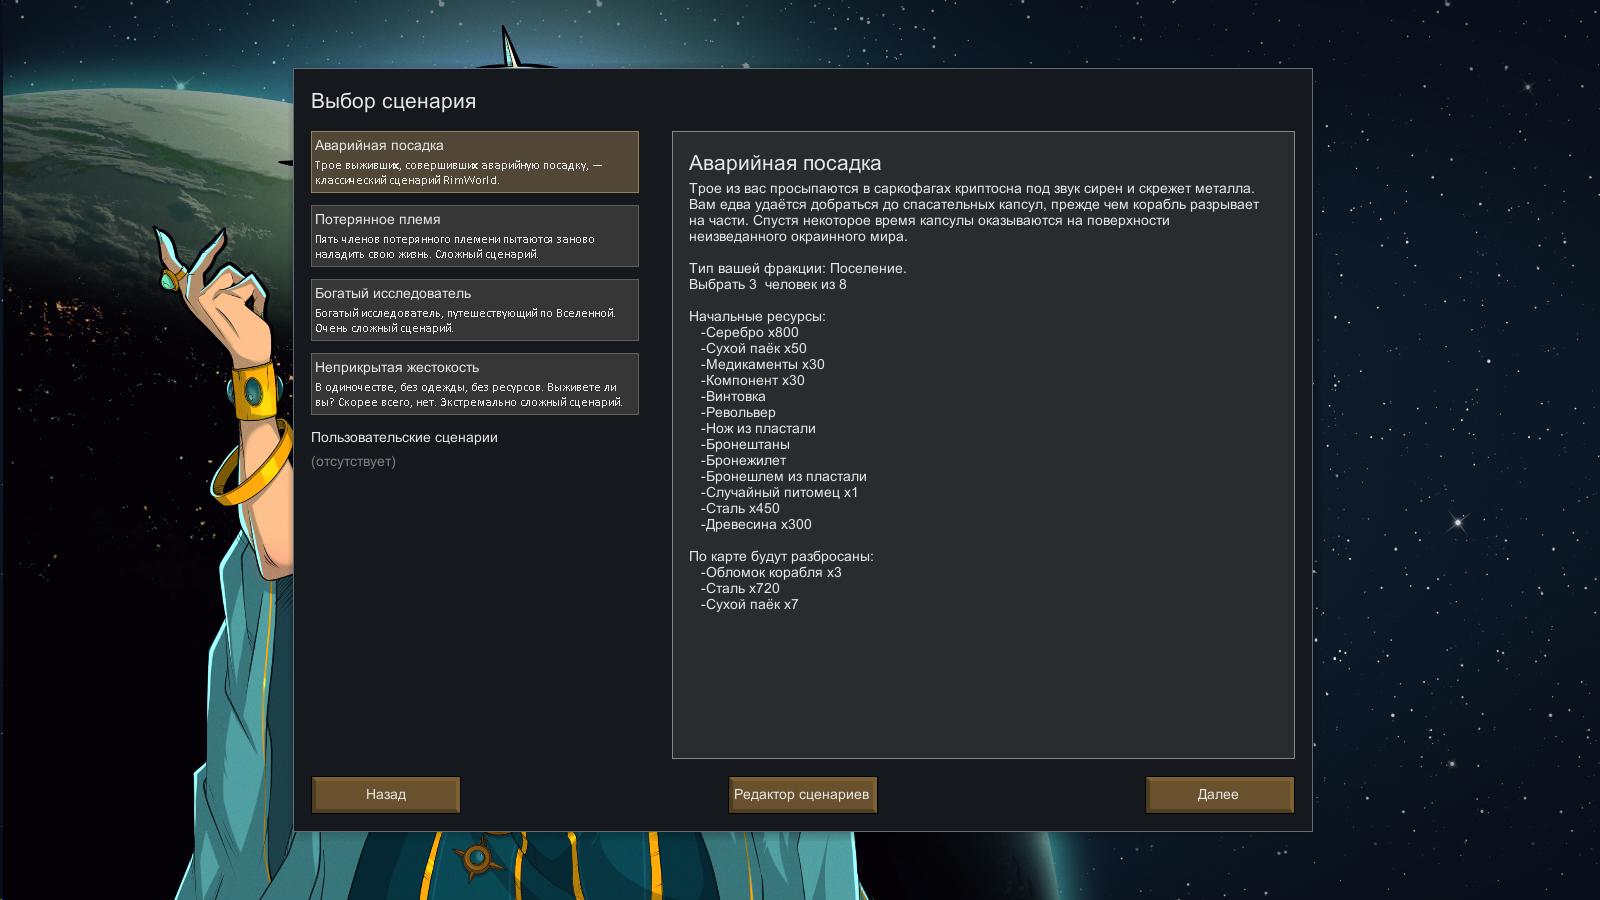 Выбор сценария
Аварийная посадка
Трое выживших, совершивших аварийную посадку, —
классический сценарий RimWorld.
Потерянное племя
Пять членов потерянного племени пытаются заново
наладить свою жизнь. Сложный сценарий.
Богатый исследователь
Богатый исследователь, путешествующий по Вселенной.
Очень сложный сценарий.
Неприкрытая жестокость
В одиночестве, без одежды, без ресурсов. Выживете ли
вы? Скорее всего, нет. Экстремально сложный сценарий.
Пользовательские сценарии
(отсутствует)
Аварийная посадка
Трое из вас просыпаются в саркофагах криптосна под звук сирен и скрежет металла.
Вам едва удаётся добраться до спасательных капсул, прежде чем корабль разрывает
на части. Спустя некоторое время капсулы оказываются на поверхности
неизведанного окраинного мира.
Тип вашей фракции: Поселение.
Выбрать 3  человек из 8
Начальные ресурсы:
-Серебро x800
-Сухой паёк x50
-Медикаменты x30
-Компонент x30
-Винтовка
-Револьвер
-Нож из пластали
-Бронештаны
-Бронежилет
-Бронешлем из пластали
-Случайный питомец x1
-Сталь x450
-Древесина x300
По карте будут разбросаны:
-Обломок корабля x3
-Сталь x720
-Сухой паёк x7
Назад
Редактор сценариев
Далее